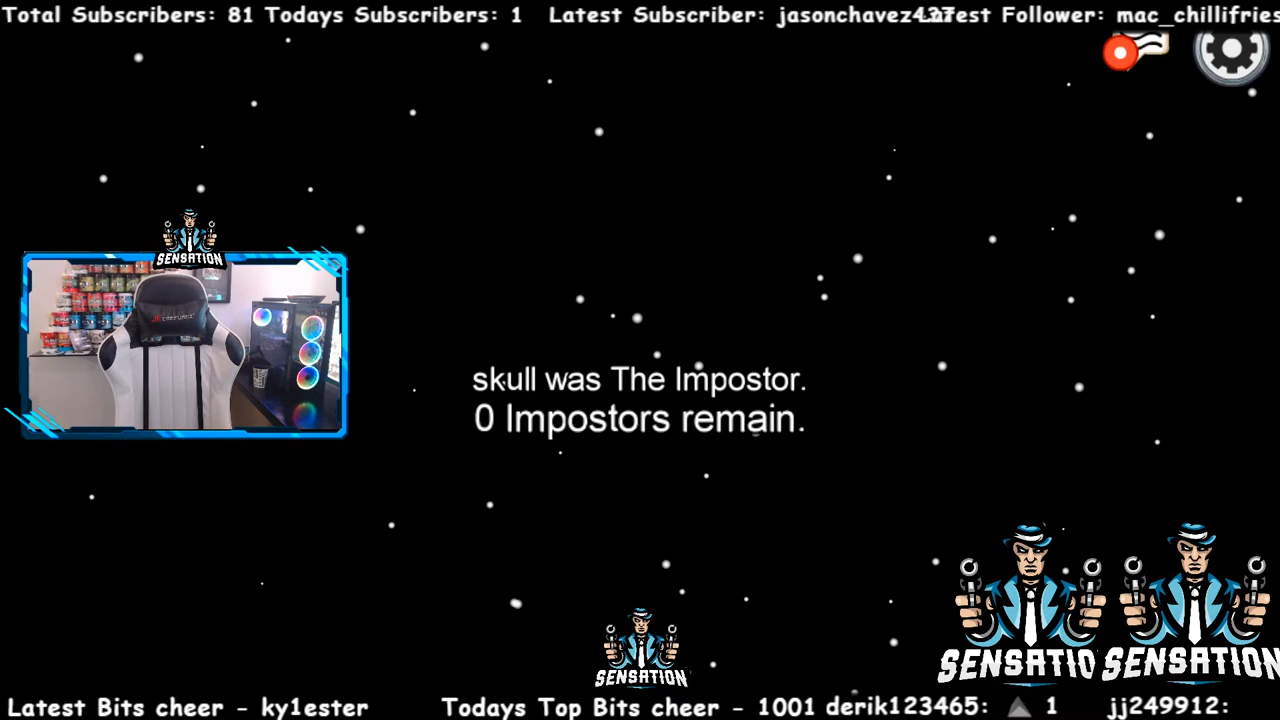 Total Subscribers: 81 Todays Subscribers: 1 Latest Subscriber: jasonchavez437 Latest Follower: mac_chillifries
SENSATION
skull was The Impostor.
0 Impostors remain.
SENSATIO SENSATION
SENSATION
Latest Bits cheer - ky1ester Todays Top Bits cheer - 1001 derik123465: 1 jj249912: